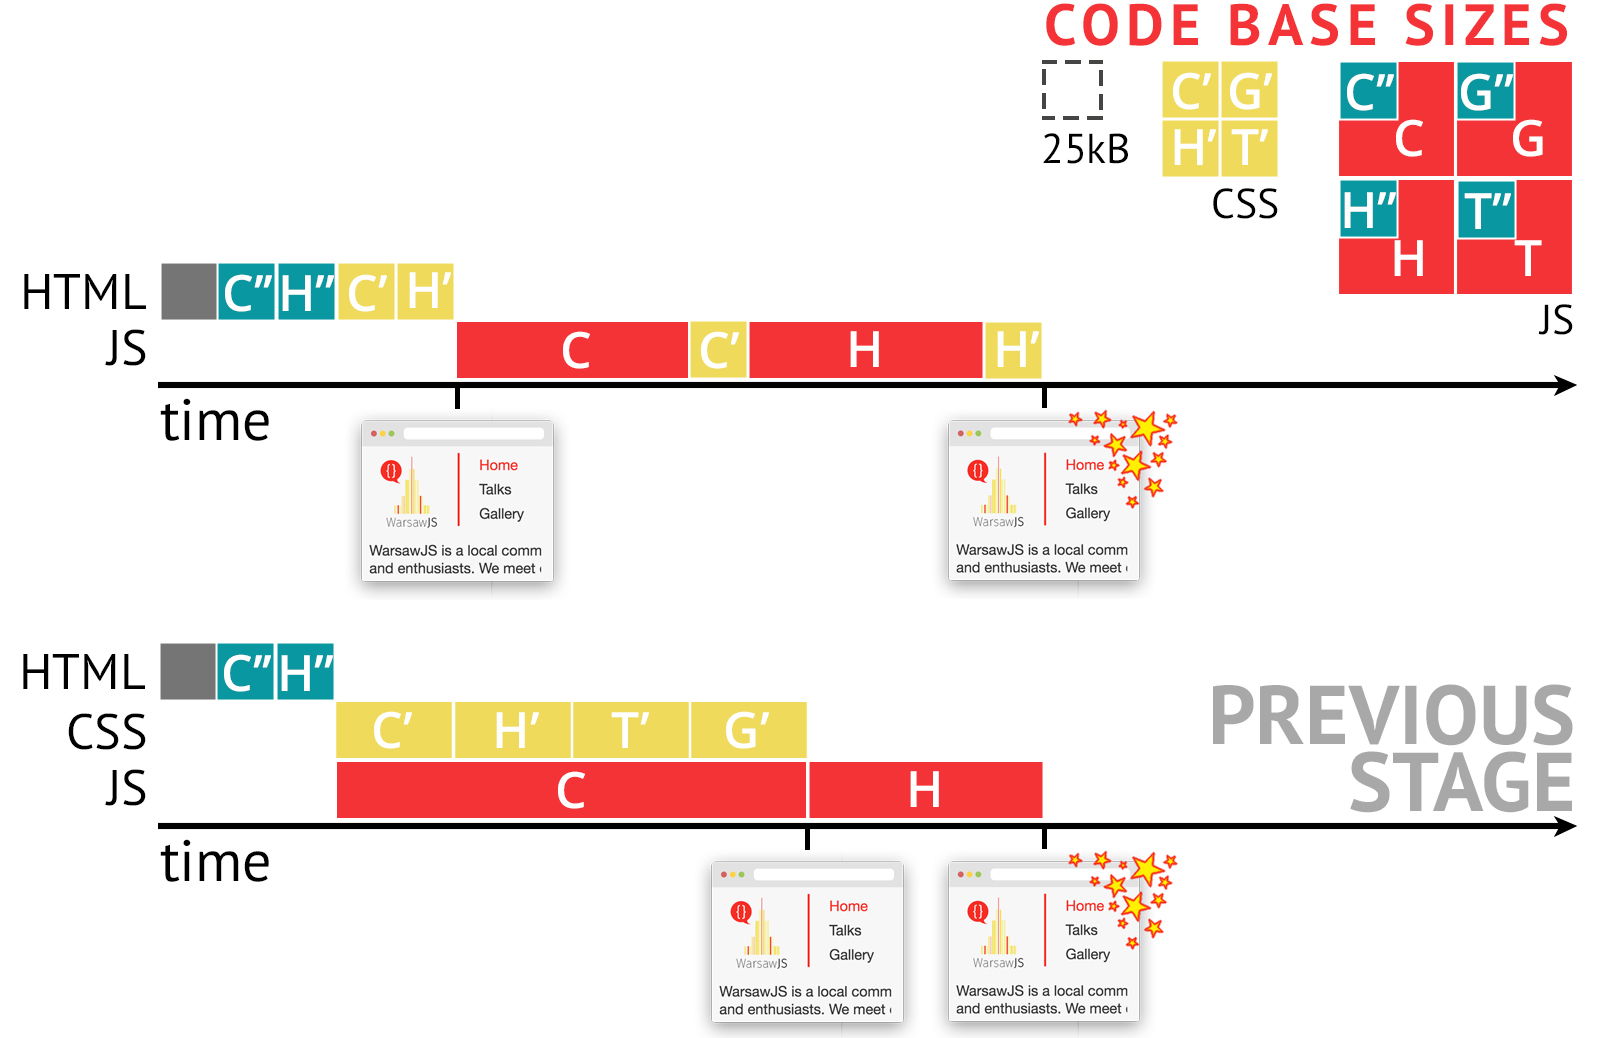 CODE BASE SIZES
25kB
C′ G′
H′ T′
CSS
C″ G″
C G
H″ T″
H T
JS
HTML C″ H″ C′ H′
JS C C′ H H′
time
{}
WarsawJS
Home
Talks
Gallery
WarsawJS is a local comm
and enthusiasts. We meet
{}
WarsawJS
Home
Talks
Gallery
WarsawJS is a local comm
and enthusiasts. We meet
HTML C″ H″
CSS C′ H′ T′ G′
JS C H
PREVIOUS
STAGE
time
{}
WarsawJS
Home
Talks
Gallery
WarsawJS is a local comm
and enthusiasts. We meet
{}
WarsawJS
Home
Talks
Gallery
WarsawJS is a local comm
and enthusiasts. We meet